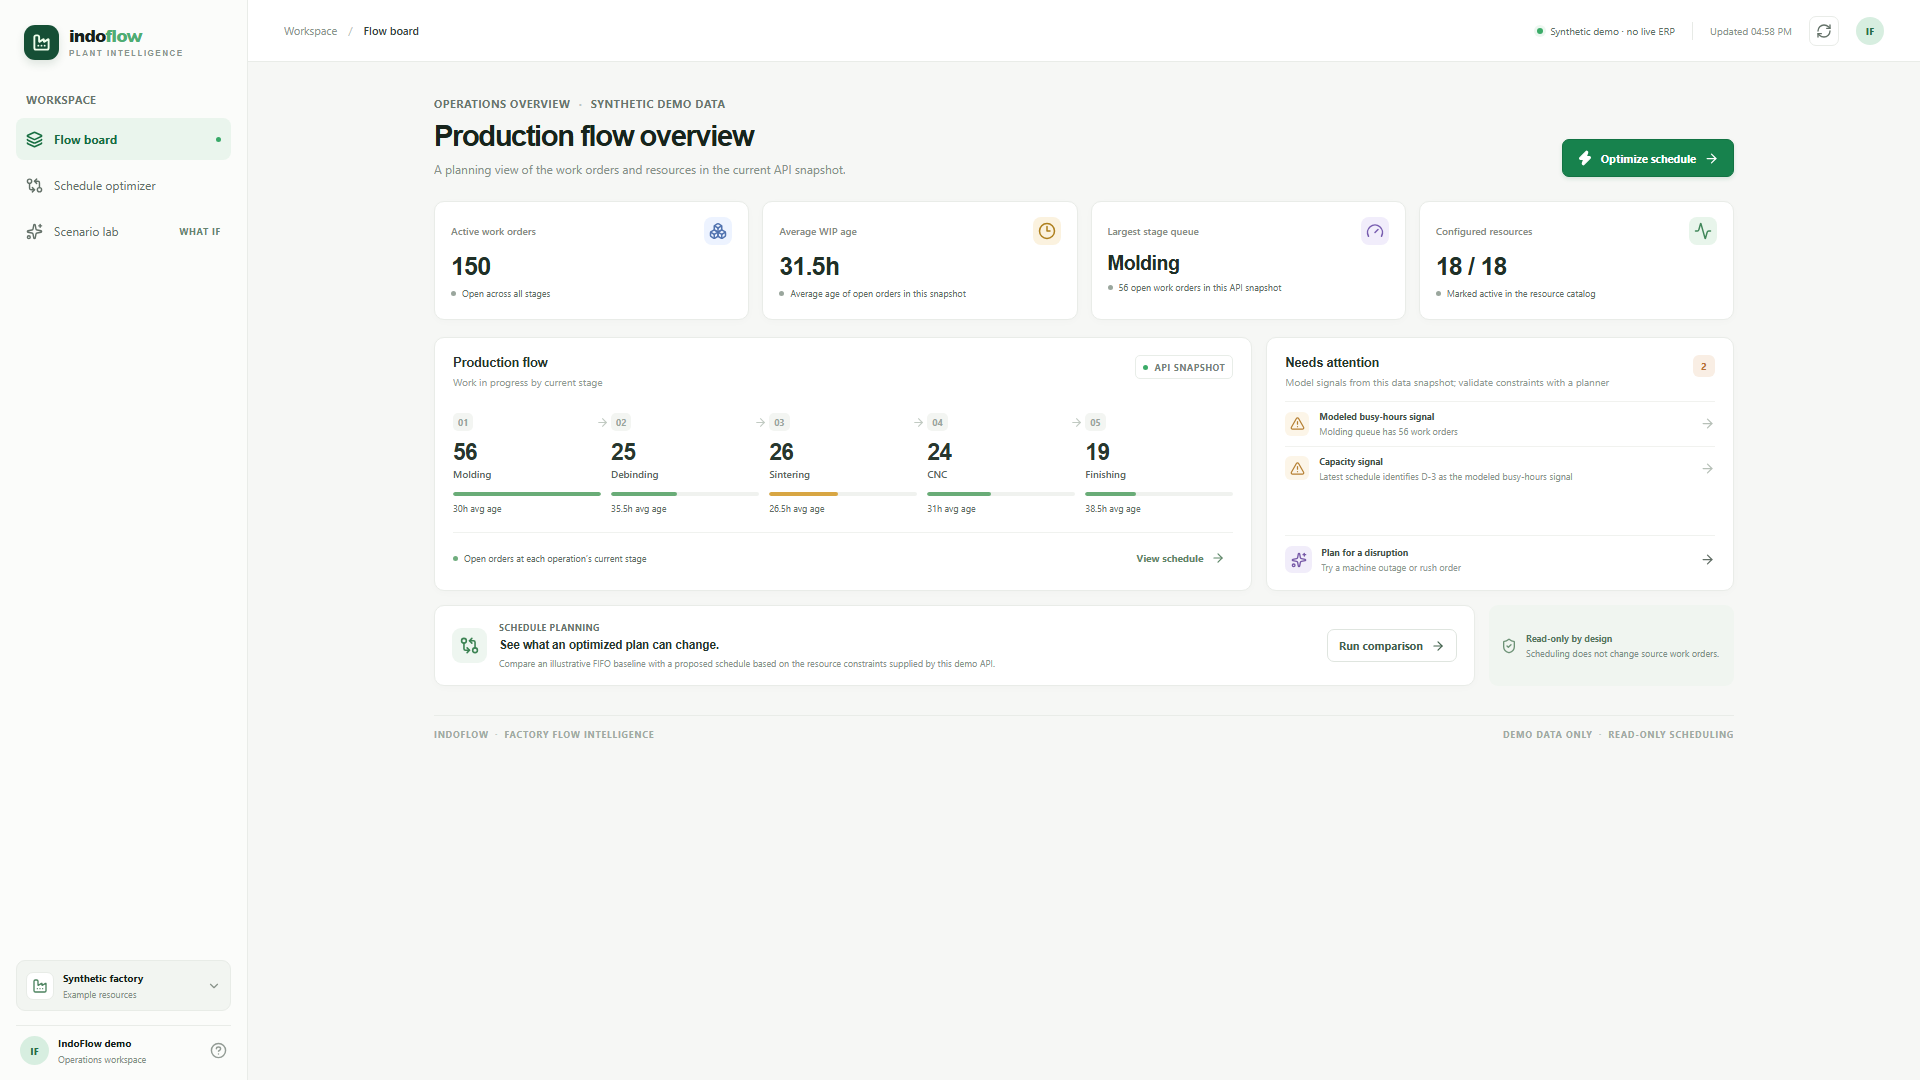 indoflow
PLANT INTELLIGENCE
WORKSPACE
Flow board
Schedule optimizer
Scenario lab WHAT IF
Synthetic factory
Example resources
IF IndoFlow demo
Operations workspace
Workspace / Flow board
Synthetic demo · no live ERP
Updated 04:58 PM
IF
OPERATIONS OVERVIEW · SYNTHETIC DEMO DATA
Production flow overview
A planning view of the work orders and resources in the current API snapshot.
Optimize schedule
Active work orders
150
Open across all stages
Average WIP age
31.5h
Average age of open orders in this snapshot
Largest stage queue
Molding
56 open work orders in this API snapshot
Configured resources
18 / 18
Marked active in the resource catalog
Production flow
Work in progress by current stage
API SNAPSHOT
01
56
Molding
30h avg age
02
25
Debinding
35.5h avg age
03
26
Sintering
26.5h avg age
04
24
CNC
31h avg age
05
19
Finishing
38.5h avg age
Open orders at each operation's current stage
View schedule
Needs attention
2
Model signals from this data snapshot; validate constraints with a planner
Modeled busy-hours signal
Molding queue has 56 work orders
Capacity signal
Latest schedule identifies D-3 as the modeled busy-hours signal
Plan for a disruption
Try a machine outage or rush order
SCHEDULE PLANNING
See what an optimized plan can change.
Compare an illustrative FIFO baseline with a proposed schedule based on the resource constraints supplied by this demo API.
Run comparison
Read-only by design
Scheduling does not change source work orders.
INDOFLOW · FACTORY FLOW INTELLIGENCE
DEMO DATA ONLY · READ-ONLY SCHEDULING